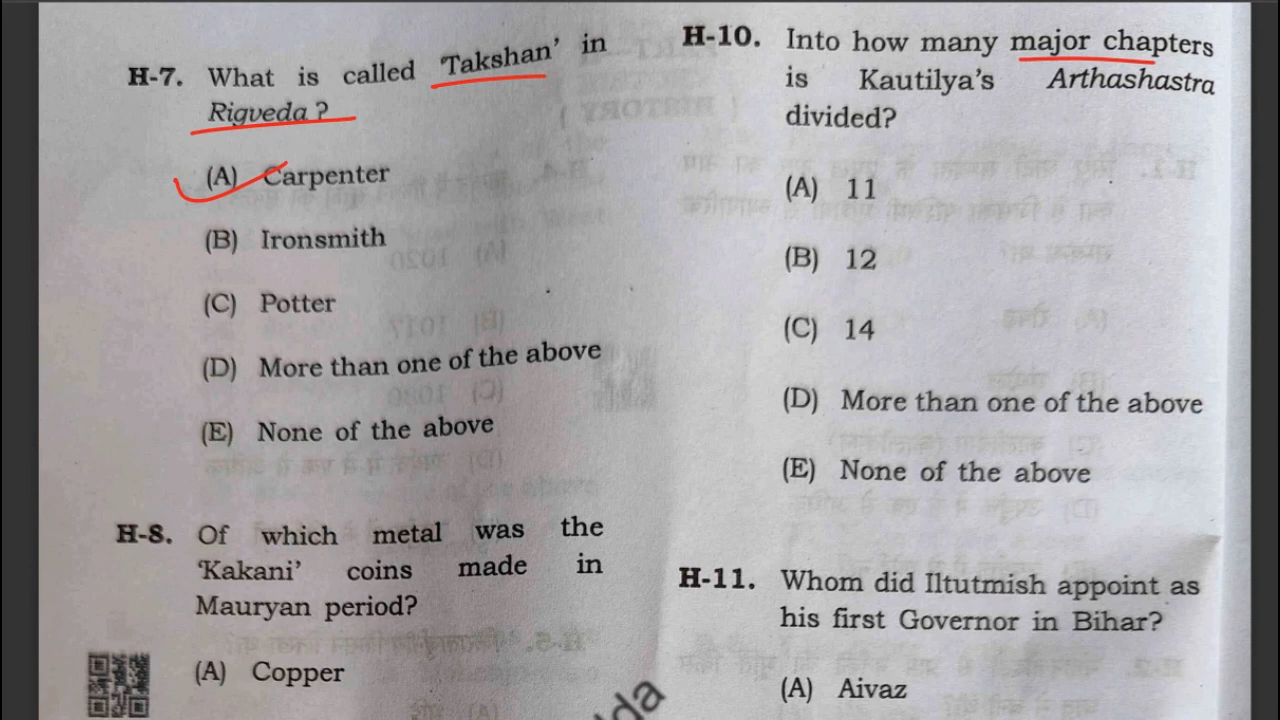 H-7. What is called 'Takshan' in
Rigveda ?
(A) Carpenter
(B) Ironsmith
(C) Potter
(D) More than one of the above
(E) None of the above
H-8. Of which metal was the
'Kakani' coins made in
Mauryan period?
(A) Copper
H-10. Into how many major chapters
is Kautilya's Arthashastra
divided?
(A) 11
(B) 12
(C) 14
(D) More than one of the above
(E) None of the above
H-11. Whom did Iltutmish appoint as
his first Governor in Bihar?
(A) Aivaz